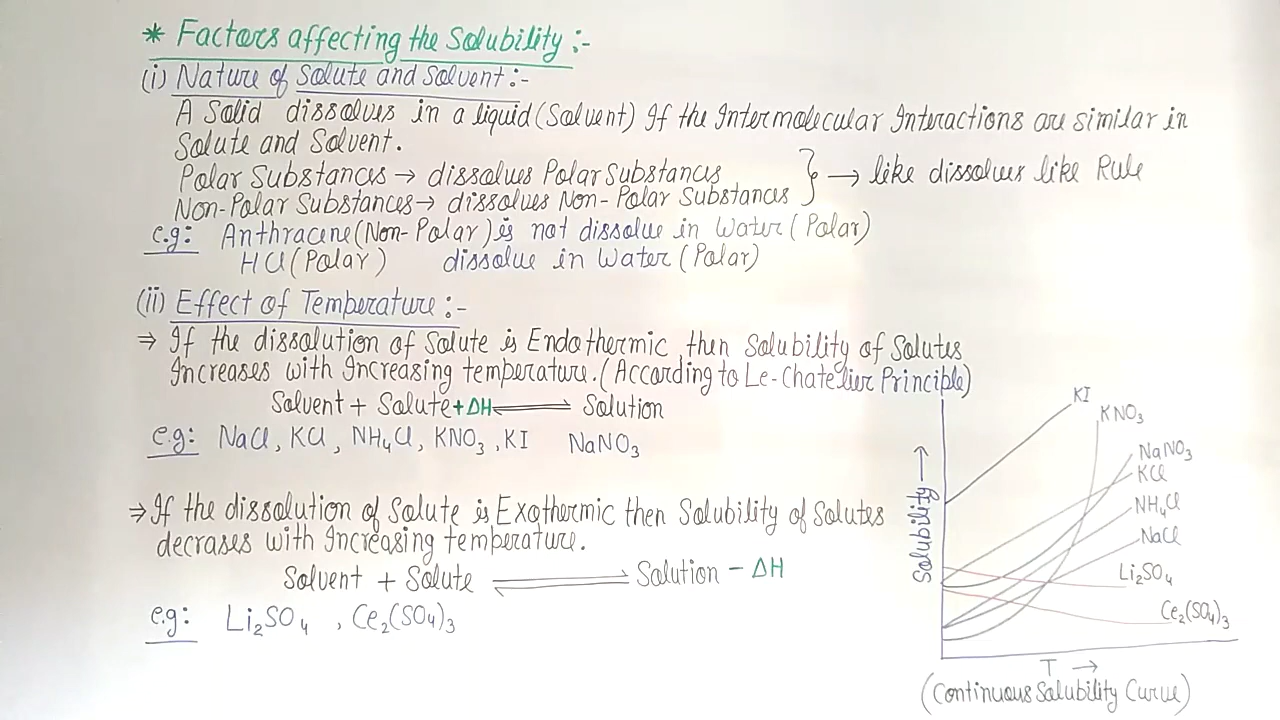 * Factors affecting the Solubility :-
(i) Nature of Solute and Solvent :-
A Solid dissolves in a liquid (Solvent) If the Intermolecular Interactions are similar in
Solute and Solvent.
Polar Substances → dissolves Polar Substances
Non-Polar Substances → dissolves Non-Polar Substances } → like dissolves like Rule
e.g: Anthracene (Non-Polar) is not dissolve in Water (Polar)
HCl (Polar) dissolve in Water (Polar)
(ii) Effect of Temperature :-
⇒ If the dissolution of Solute is Endothermic then Solubility of Solutes
Increases with Increasing temperature. (According to Le-Chatelier Principle)
Solvent + Solute + ΔH ⇌ Solution
e.g: NaCl, KCl, NH₄Cl, KNO₃, KI NaNO₃
⇒ If the dissolution of Solute is Exothermic then Solubility of Solutes
decrases with Increasing temperature.
Solvent + Solute ⇌ Solution - ΔH
e.g: Li₂SO₄, Ce₂(SO₄)₃
KI
KNO₃
NaNO₃
KCl
NH₄Cl
NaCl
Li₂SO₄
Ce₂(SO₄)₃
Solubility →
T →
(Continuous Solubility Curve)